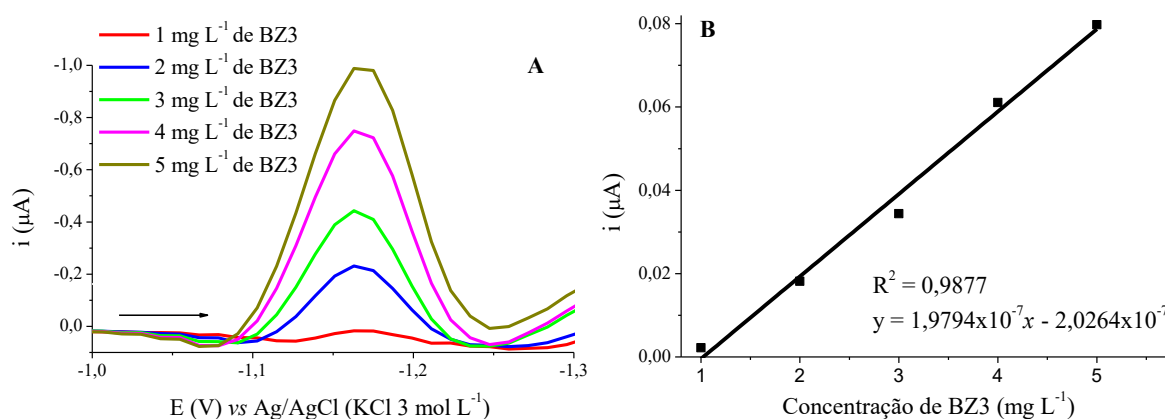 1 mg L⁻¹ de BZ3
2 mg L⁻¹ de BZ3
3 mg L⁻¹ de BZ3
4 mg L⁻¹ de BZ3
5 mg L⁻¹ de BZ3
A
-1,0
-0,8
-0,6
-0,4
-0,2
0,0
i (μA)
-1,0 -1,1 -1,2 -1,3
E (V) vs Ag/AgCl (KCl 3 mol L⁻¹)
B
0,08
0,06
0,04
0,02
0,00
i (μA)
R² = 0,9877
y = 1,9794x10⁻⁷x - 2,0264x10⁻⁷
1 2 3 4 5
Concentração de BZ3 (mg L⁻¹)